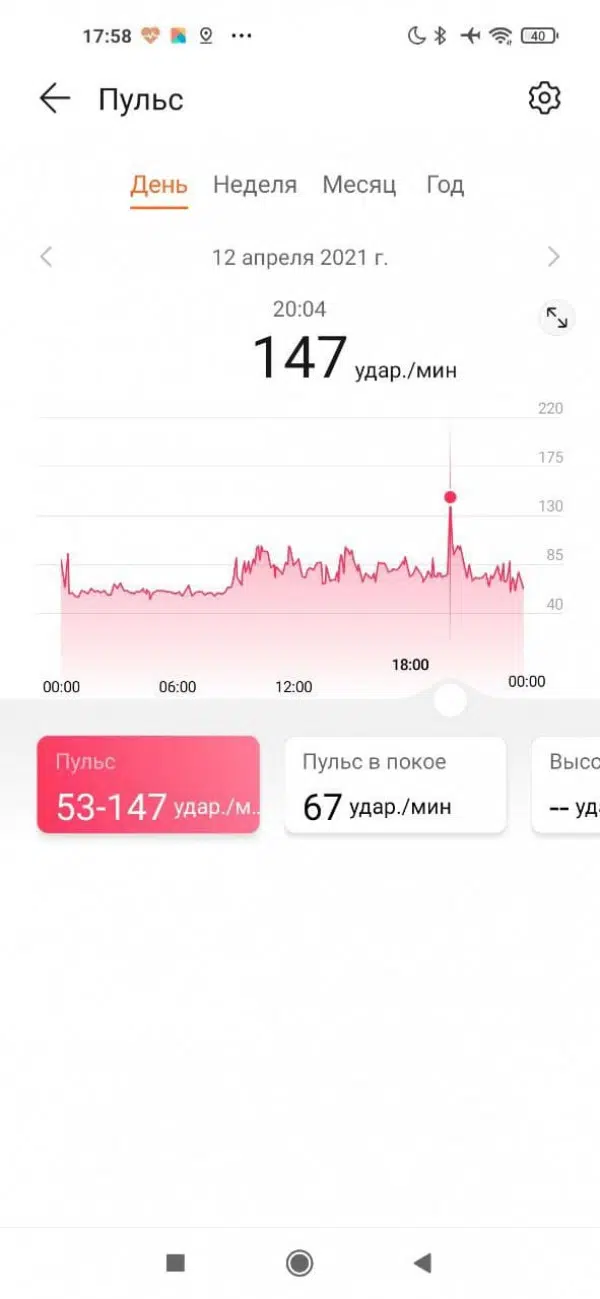 17:58
40
Пульс
День Неделя Месяц Год
12 апреля 2021 г.
20:04
147 удар./мин
220
175
130
85
40
18:00
00:00 06:00 12:00 00:00
Пульс Пульс в покое Высо
53-147 удар./м... 67 удар./мин -- уд